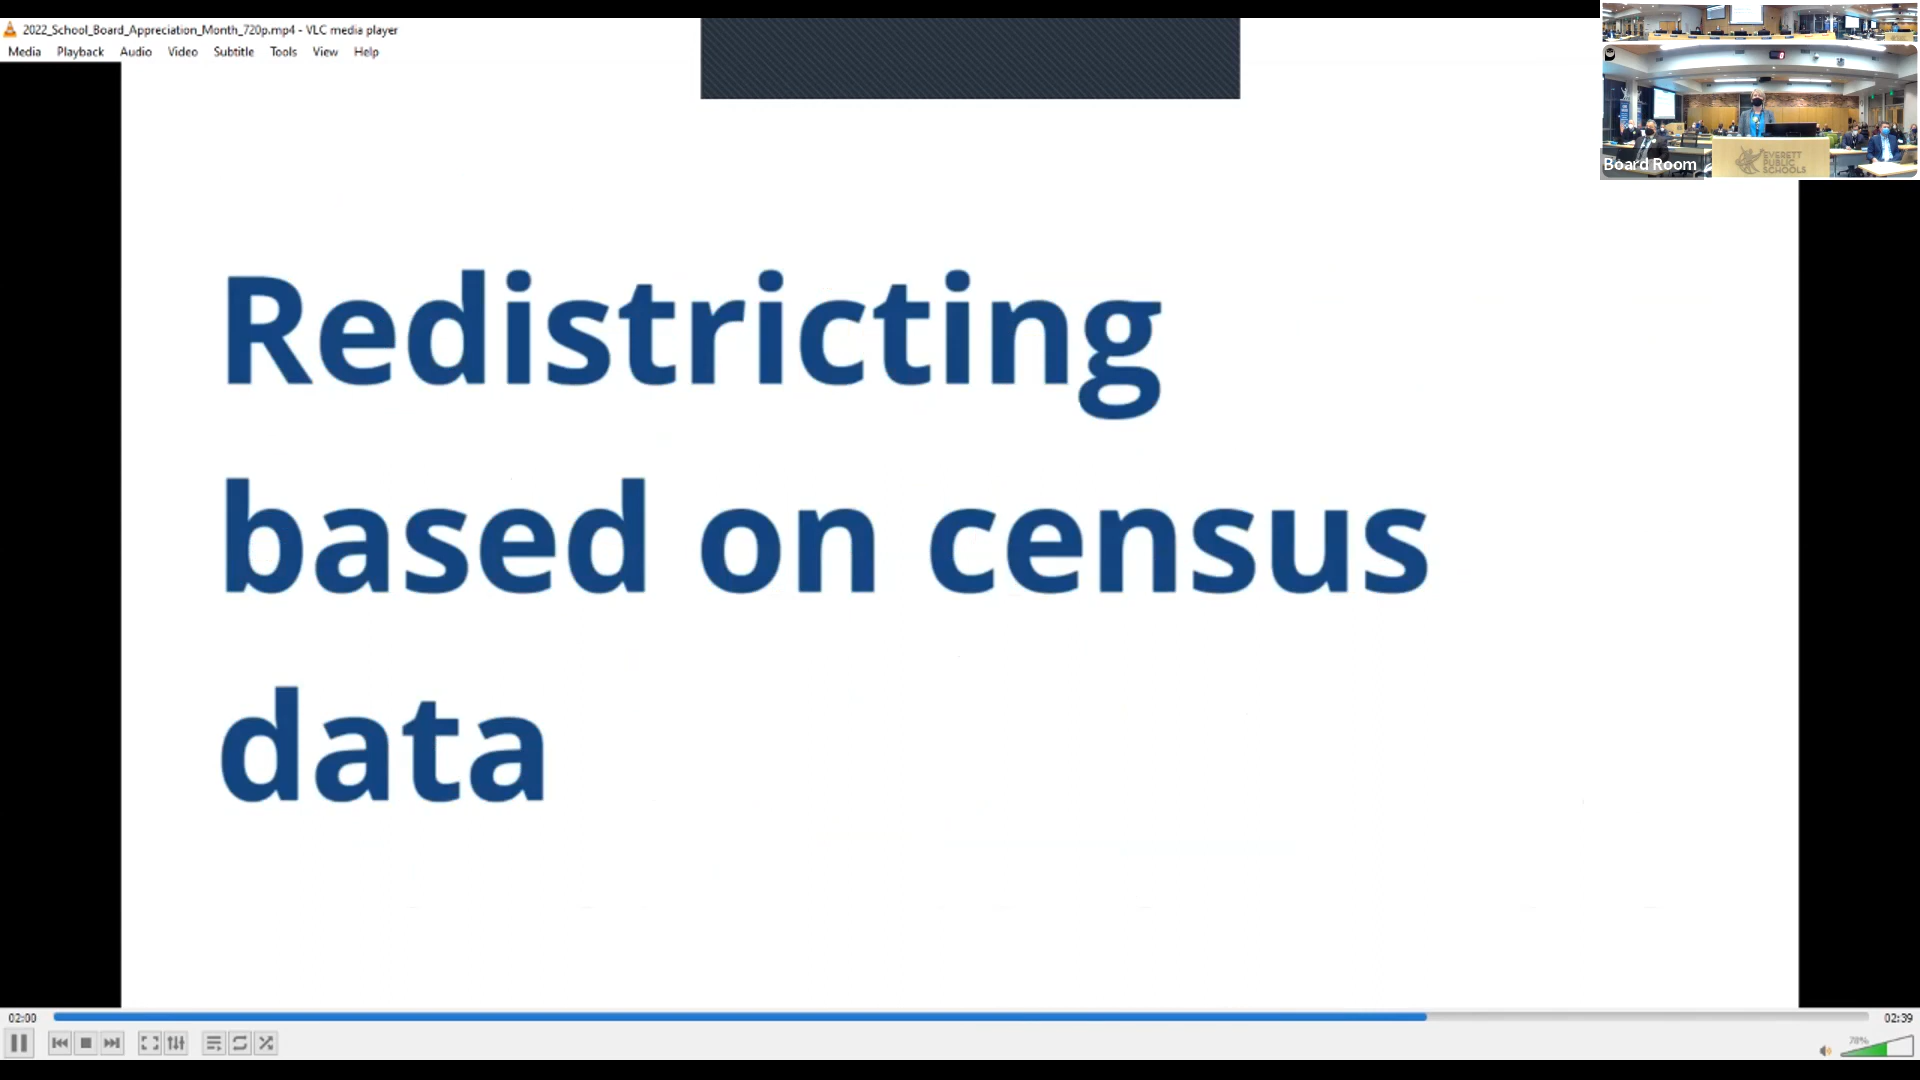 2022_School_Board_Appreciation_Month_720p.mp4 - VLC media player
Media Playback Audio Video Subtitle Tools View Help
Board Room
EVERETT
PUBLIC
SCHOOLS
Redistricting
based on census
data
02:00
02:39
70%